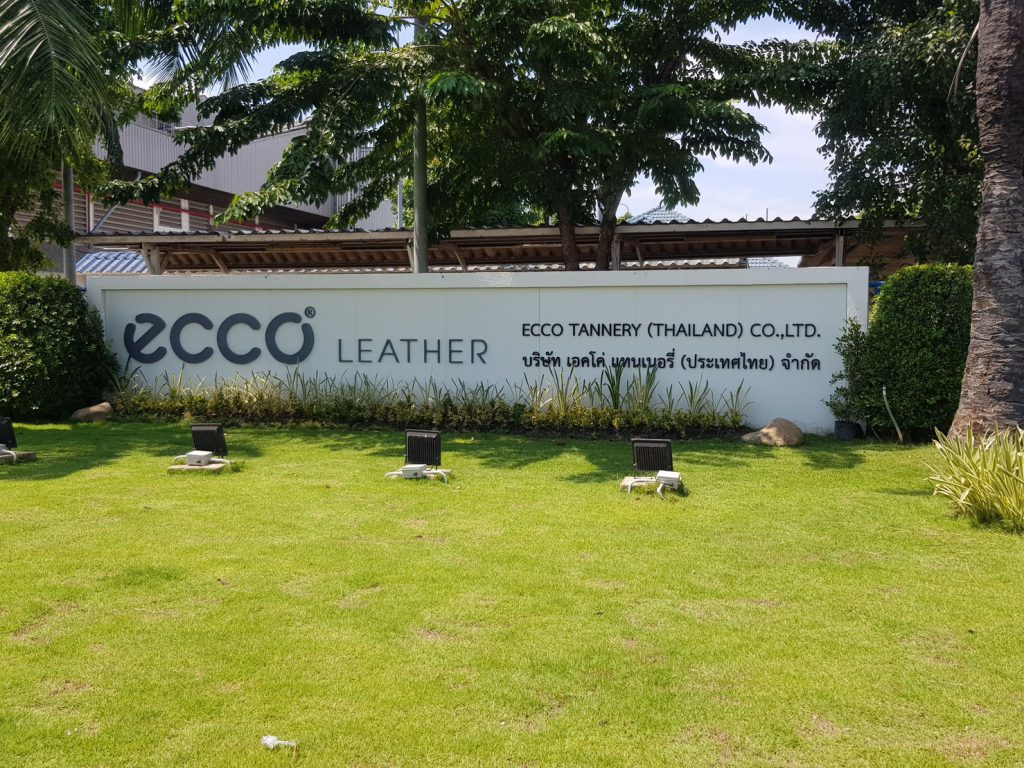 ecco® LEATHER
ECCO TANNERY (THAILAND) CO.,LTD.
บริษัท เอคโค่ แทนเนอรี่ (ประเทศไทย) จำกัด